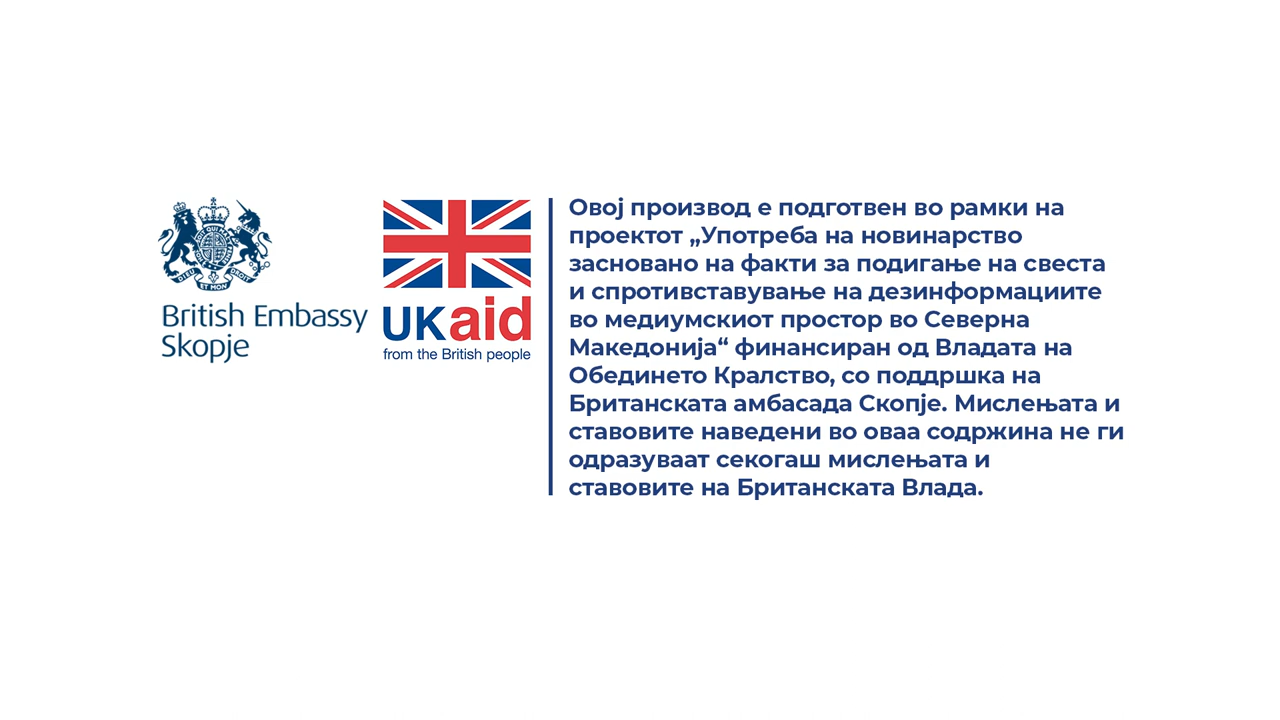 British Embassy
Skopje
UKaid
from the British people
Овој производ е подготвен во рамки на
проектот „Употреба на новинарство
засновано на факти за подигање на свеста
и спротивставување на дезинформациите
во медиумскиот простор во Северна
Македонија“ финансиран од Владата на
Обединето Кралство, со поддршка на
Британската амбасада Скопје. Мислењата и
ставовите наведени во оваа содржина не ги
одразуваат секогаш мислењата и
ставовите на Британската Влада.